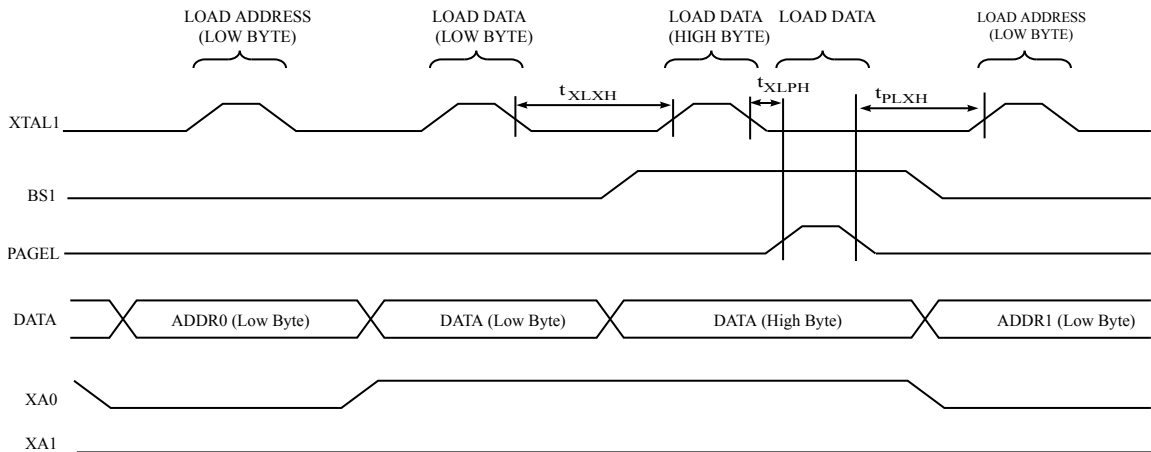 LOAD ADDRESS
(LOW BYTE)
LOAD DATA
(LOW BYTE)
LOAD DATA
(HIGH BYTE)
LOAD DATA
LOAD ADDRESS
(LOW BYTE)
t XLXH
tXLPH
tPLXH
XTAL1
BS1
PAGEL
DATA
ADDR0 (Low Byte)
DATA (Low Byte)
DATA (High Byte)
ADDR1 (Low Byte)
XA0
XA1